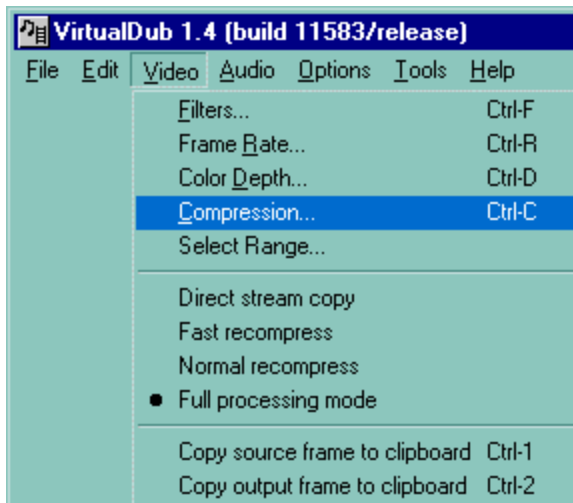 VirtualDub 1.4 (build 11583/release)
File Edit Video Audio Options Tools Help
Filters... Ctrl-F
Frame Rate... Ctrl-R
Color Depth... Ctrl-D
Compression... Ctrl-C
Select Range...
Direct stream copy
Fast recompress
Normal recompress
Full processing mode
Copy source frame to clipboard Ctrl-1
Copy output frame to clipboard Ctrl-2